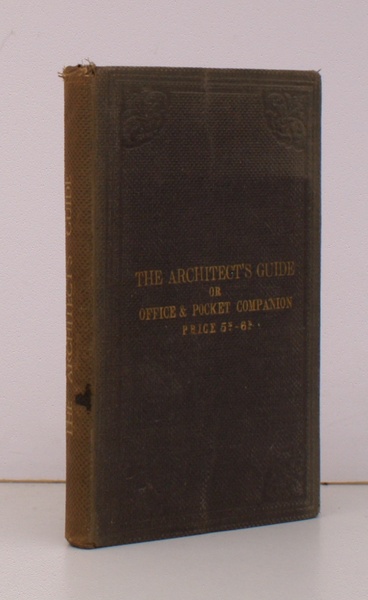 THE ARCHITECT'S GUIDE
OR
OFFICE & POCKET COMPANION
PRICE 5s-6d.
THE ARCHITECT'S GUIDE